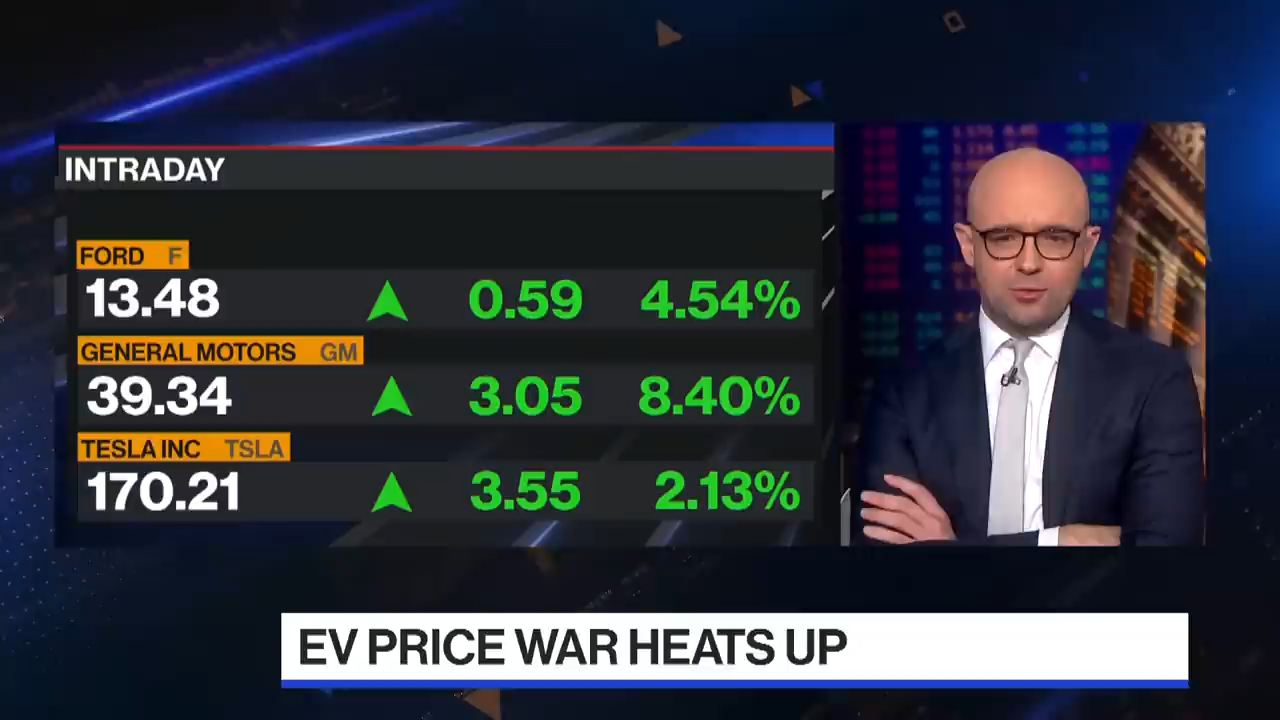 INTRADAY
FORD F
13.48 ▲ 0.59 4.54%
GENERAL MOTORS GM
39.34 ▲ 3.05 8.40%
TESLA INC TSLA
170.21 ▲ 3.55 2.13%
EV PRICE WAR HEATS UP